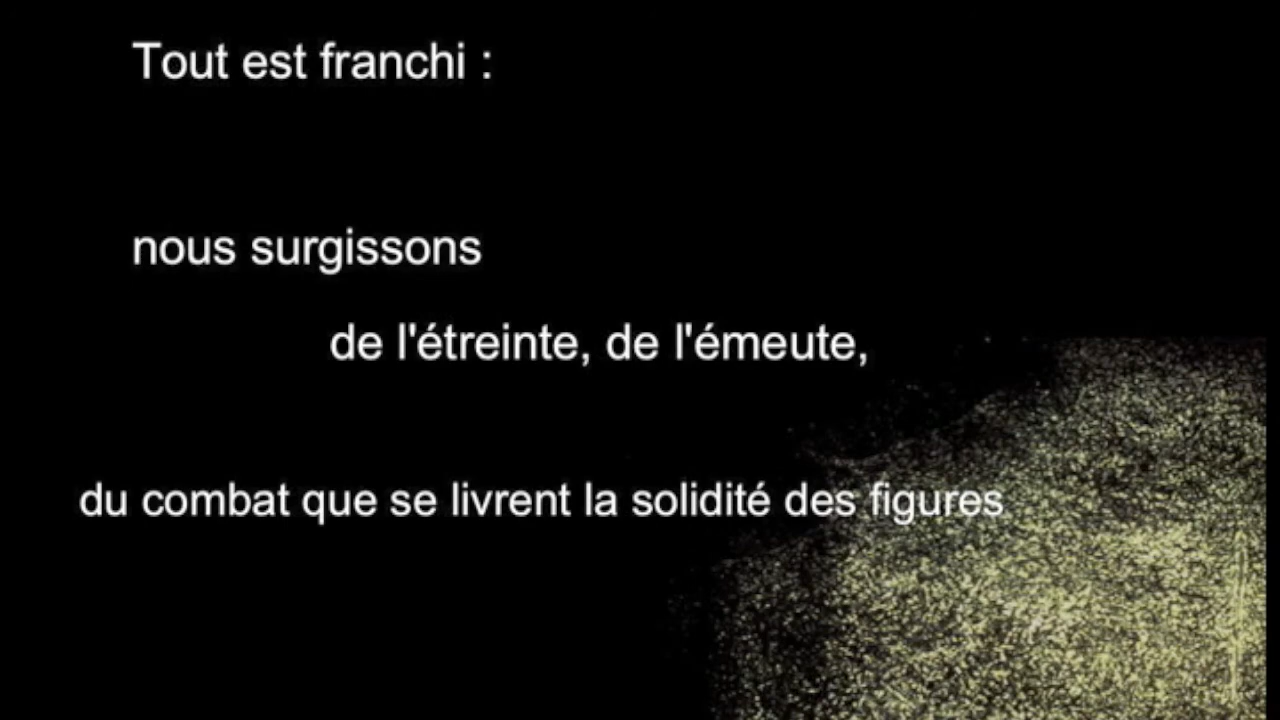 Tout est franchi :
nous surgissons
de l'étreinte, de l'émeute,
du combat que se livrent la solidité des figures